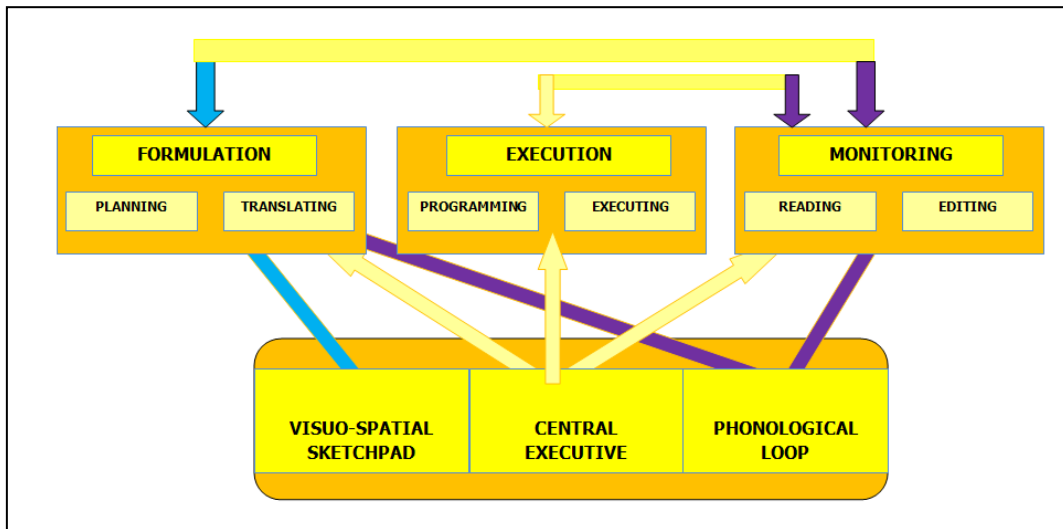 FORMULATION
EXECUTION
MONITORING
PLANNING
TRANSLATING
PROGRAMMING
EXECUTING
READING
EDITING
VISUO-SPATIAL
SKETCHPAD
CENTRAL
EXECUTIVE
PHONOLOGICAL
LOOP